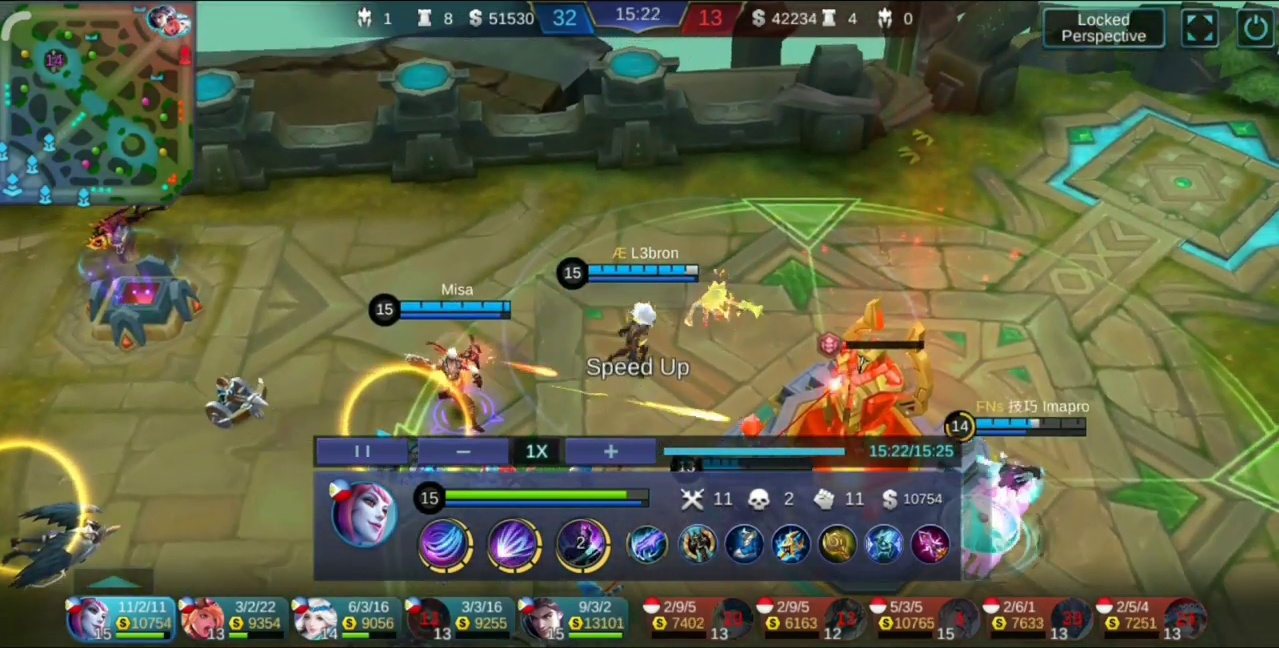 1 8 $ 51530 32 15:22 13 $ 42234 4 0
Locked
Perspective
14
Æ L3bron
15
Misa
15
Speed Up
FNs 技巧 Imapro
14
1X
15:22/15:25
13
15 11 2 11 $ 10754
2
11/2/11 3/2/22 6/3/16 3/3/16 9/3/2 2/9/5 2/9/5 5/3/5 2/6/1 2/5/4
10754 9354 9056 9255 13101 7402 6163 10765 7633 7251
15 13 14 13 15 13 12 15 13 13